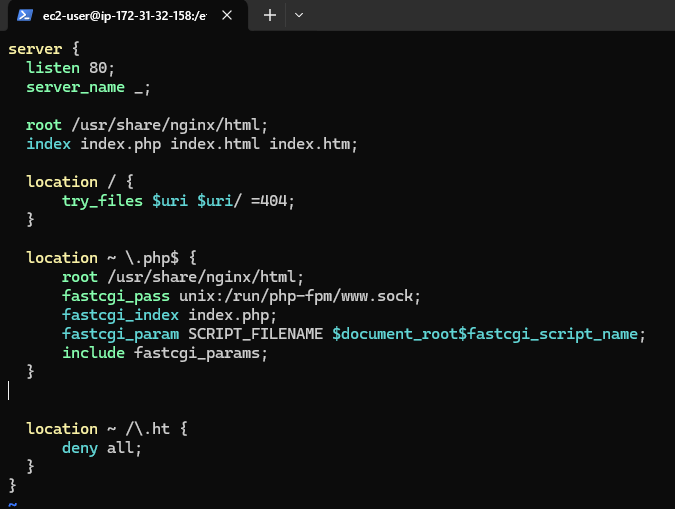 ec2-user@ip-172-31-32-158:/e
server {
  listen 80;
  server_name _;

  root /usr/share/nginx/html;
  index index.php index.html index.htm;

  location / {
      try_files $uri $uri/ =404;
  }

  location ~ \.php$ {
      root /usr/share/nginx/html;
      fastcgi_pass unix:/run/php-fpm/www.sock;
      fastcgi_index index.php;
      fastcgi_param SCRIPT_FILENAME $document_root$fastcgi_script_name;
      include fastcgi_params;
  }


  location ~ /\.ht {
      deny all;
  }
}
~